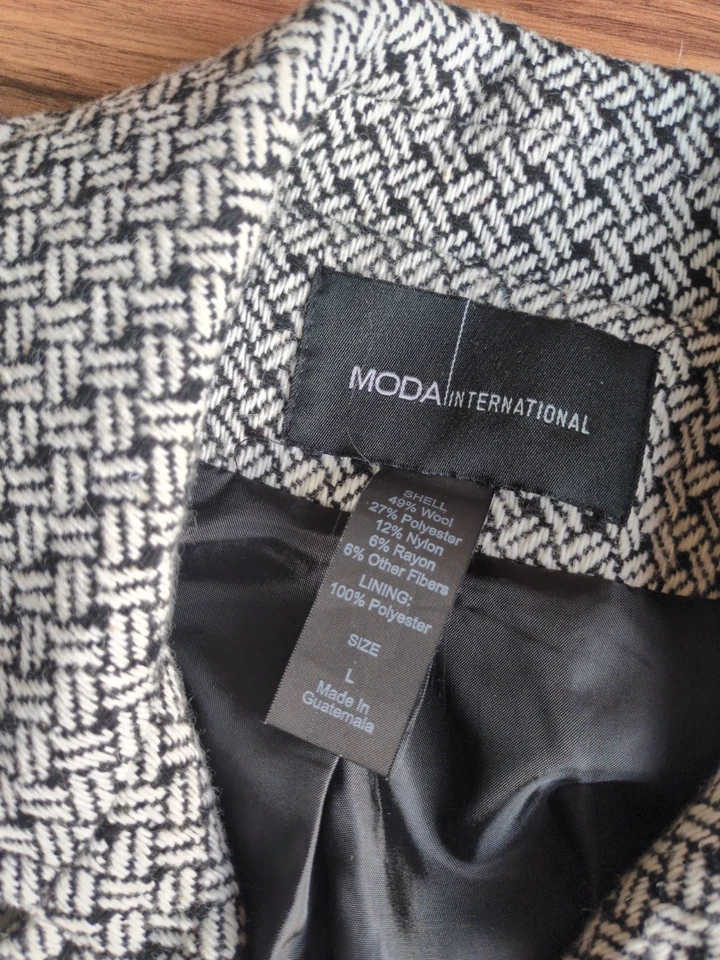 MODA INTERNATIONAL
SHELL
49% Wool
27% Polyester
12% Nylon
6% Rayon
6% Other Fibers
LINING:
100% Polyester
SIZE
L
Made In
Guatemala